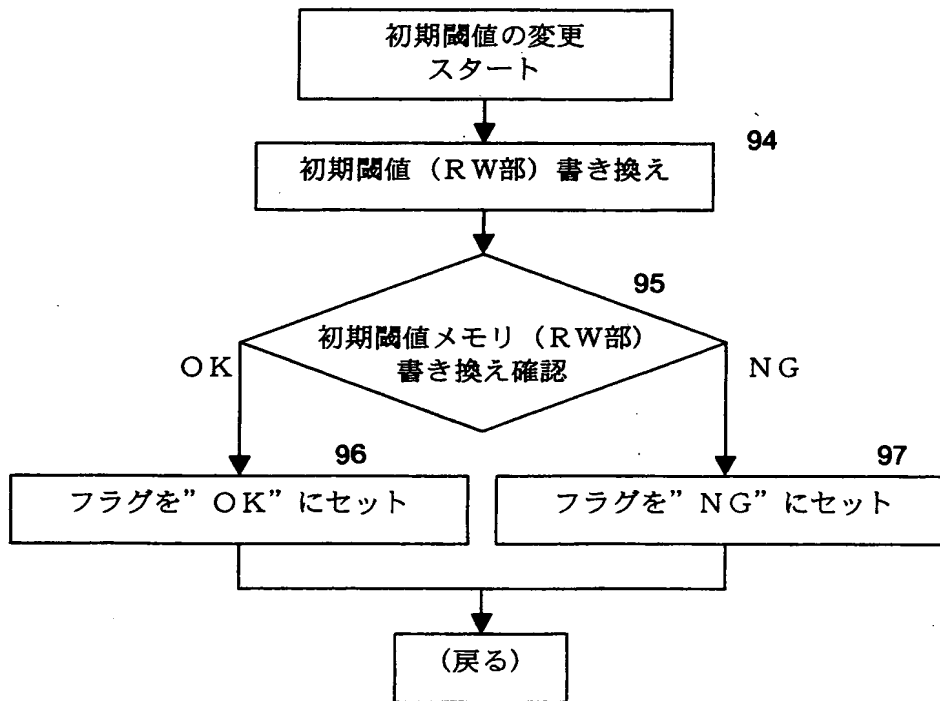 初期閾値の変更
スタート
94
初期閾値（RW部）書き換え
95
初期閾値メモリ（RW部）
書き換え確認
OK
NG
96
97
フラグを”OK”にセット
フラグを”NG”にセット
(戻る)